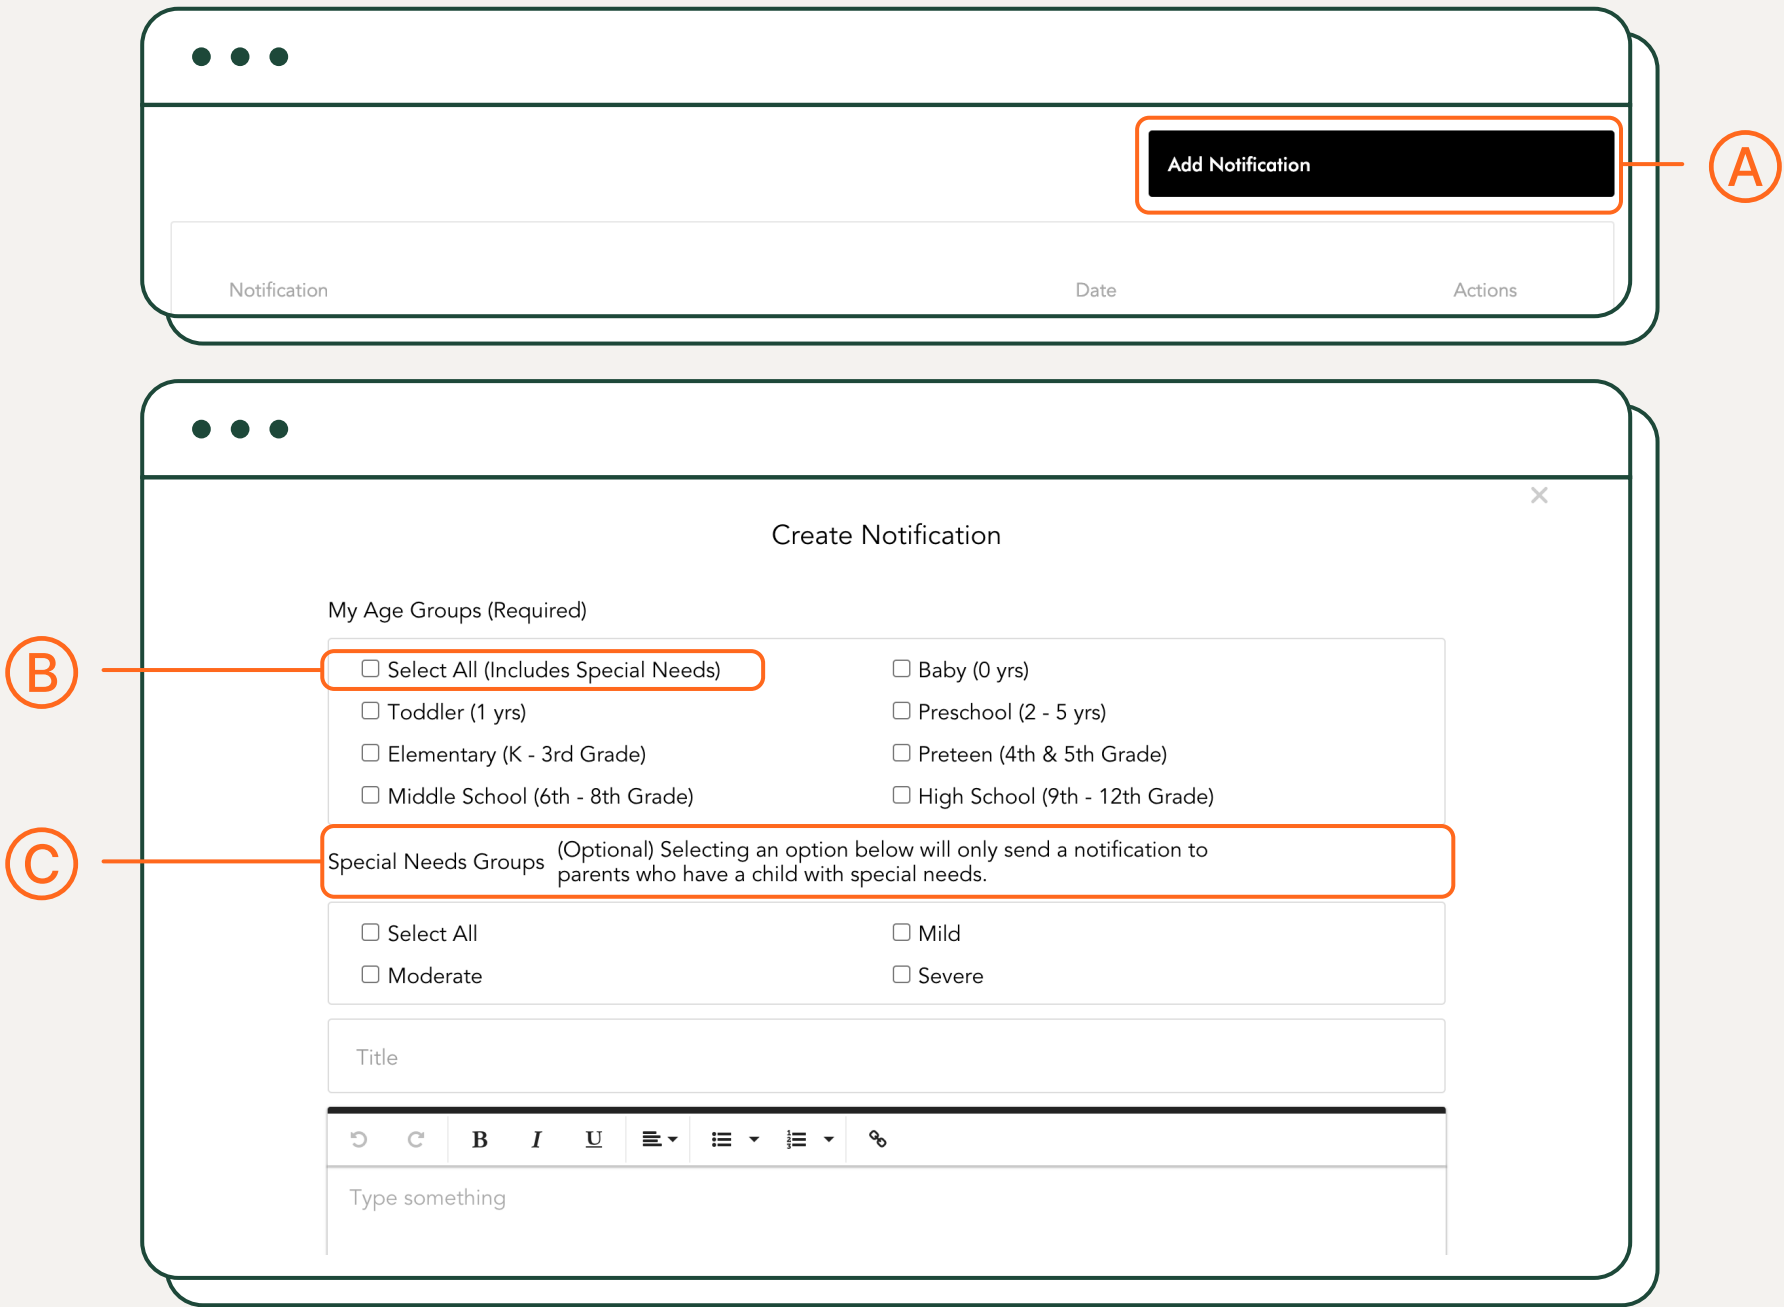 Add Notification
A
Notification Date Actions
Create Notification
My Age Groups (Required)
B
Select All (Includes Special Needs) Baby (0 yrs)
Toddler (1 yrs) Preschool (2 - 5 yrs)
Elementary (K - 3rd Grade) Preteen (4th & 5th Grade)
Middle School (6th - 8th Grade) High School (9th - 12th Grade)
C
Special Needs Groups (Optional) Selecting an option below will only send a notification to
parents who have a child with special needs.
Select All Mild
Moderate Severe
Title
B I U
Type something